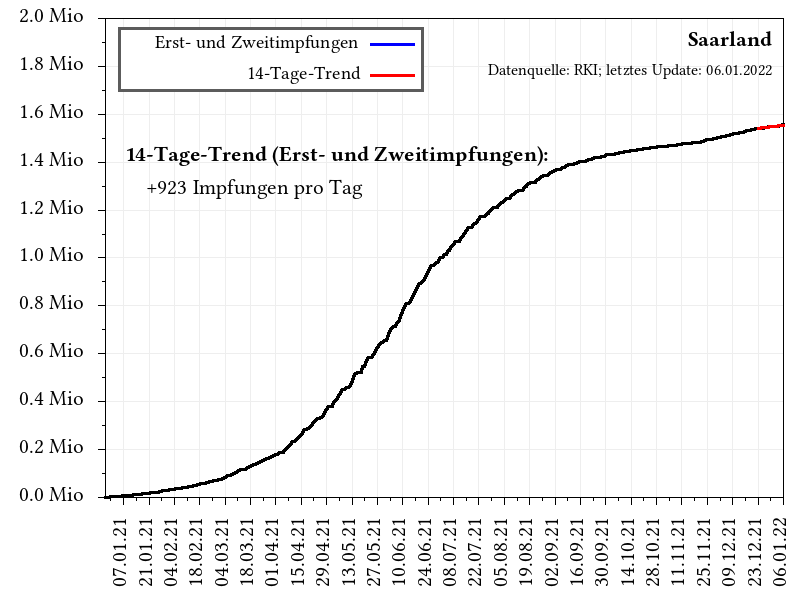 2.0 Mio
1.8 Mio
1.6 Mio
1.4 Mio
1.2 Mio
1.0 Mio
0.8 Mio
0.6 Mio
0.4 Mio
0.2 Mio
0.0 Mio
Erst- und Zweitimpfungen
14-Tage-Trend
Saarland
Datenquelle: RKI; letztes Update: 06.01.2022
14-Tage-Trend (Erst- und Zweitimpfungen):
+923 Impfungen pro Tag
07.01.21
21.01.21
04.02.21
18.02.21
04.03.21
18.03.21
01.04.21
15.04.21
29.04.21
13.05.21
27.05.21
10.06.21
24.06.21
08.07.21
22.07.21
05.08.21
19.08.21
02.09.21
16.09.21
30.09.21
14.10.21
28.10.21
11.11.21
25.11.21
09.12.21
23.12.21
06.01.22